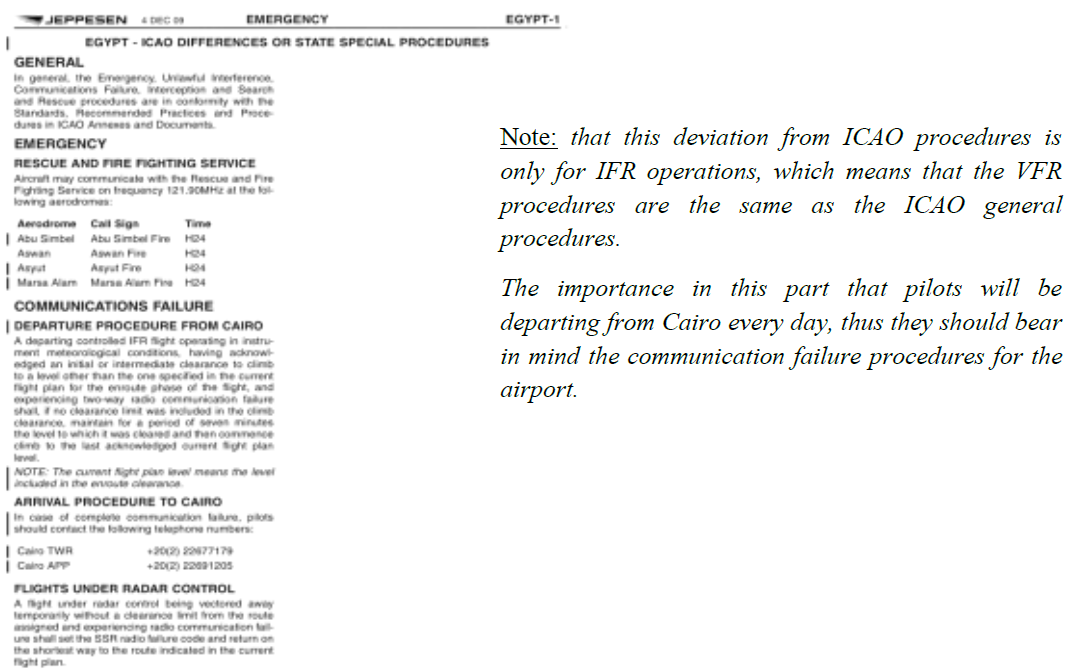 JEPPESEN 4 DEC 09 EMERGENCY EGYPT-1
EGYPT - ICAO DIFFERENCES OR STATE SPECIAL PROCEDURES
GENERAL
In general, the Emergency, Unlawful Interference,
Communications Failure, Interception and Search
and Rescue procedures are in conformity with the
Standards, Recommended Practices and Proce-
dures in ICAO Annexes and Documents.
EMERGENCY
RESCUE AND FIRE FIGHTING SERVICE
Aircraft may communicate with the Rescue and Fire
Fighting Service on frequency 121.90MHz at the fol-
lowing aerodromes:
Aerodrome Call Sign Time
Abu Simbel Abu Simbel Fire H24
Aswan Aswan Fire H24
Asyut Asyut Fire H24
Marsa Alam Marsa Alam Fire H24
COMMUNICATIONS FAILURE
DEPARTURE PROCEDURE FROM CAIRO
A departing controlled IFR flight operating in instru-
ment meteorological conditions, having acknowl-
edged an initial or intermediate clearance to climb
to a level other than the one specified in the current
flight plan for the enroute phase of the flight, and
experiencing two-way radio communication failure
shall, if no clearance limit was included in the climb
clearance, maintain for a period of seven minutes
the level to which it was cleared and then commence
climb to the last acknowledged current flight plan
level.
NOTE: The current flight plan level means the level
included in the enroute clearance.
ARRIVAL PROCEDURE TO CAIRO
In case of complete communication failure, pilots
should contact the following telephone numbers:
Cairo TWR +20(2) 22677179
Cairo APP +20(2) 22691205
FLIGHTS UNDER RADAR CONTROL
A flight under radar control being vectored away
temporarily without a clearance limit from the route
assigned and experiencing radio communication fail-
ure shall set the SSR radio failure code and return on
the shortest way to the route indicated in the current
flight plan.
Note: that this deviation from ICAO procedures is
only for IFR operations, which means that the VFR
procedures are the same as the ICAO general
procedures.
The importance in this part that pilots will be
departing from Cairo every day, thus they should bear
in mind the communication failure procedures for the
airport.